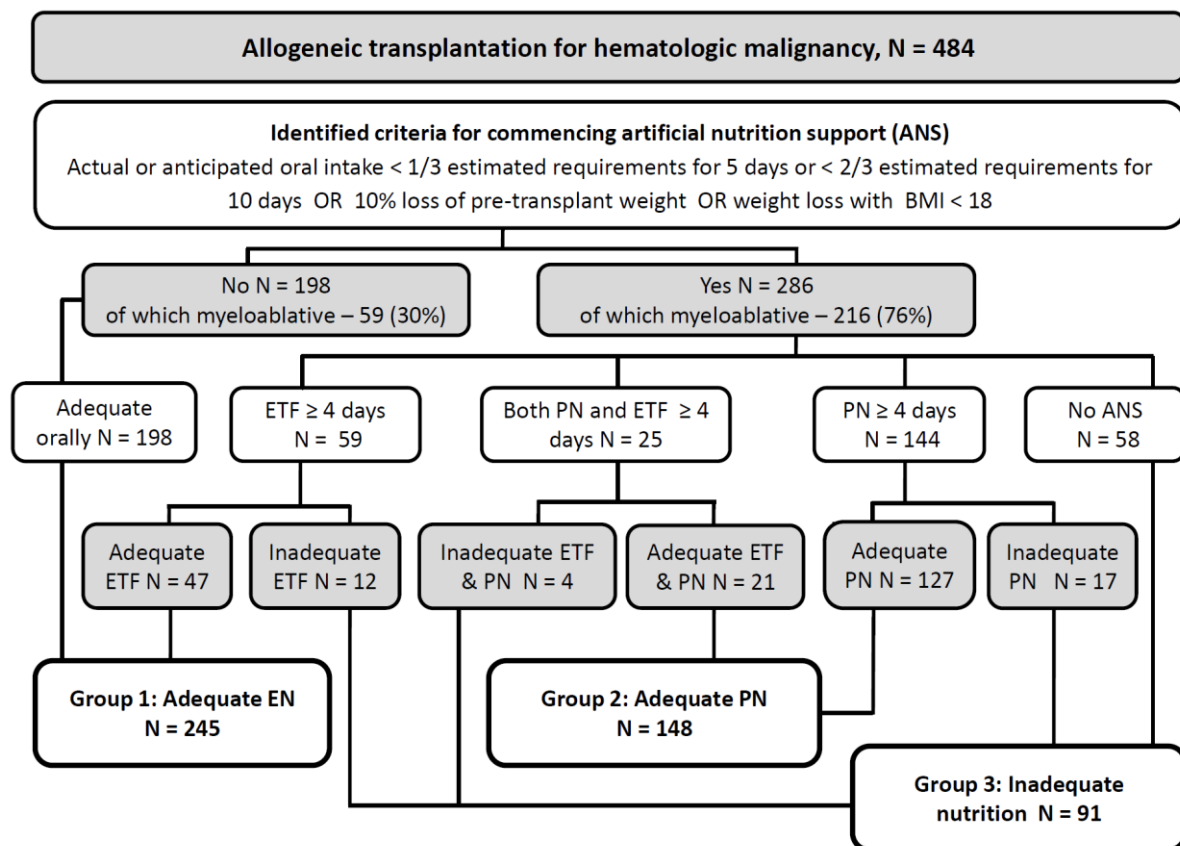 Allogeneic transplantation for hematologic malignancy, N = 484
Identified criteria for commencing artificial nutrition support (ANS)
Actual or anticipated oral intake < 1/3 estimated requirements for 5 days or < 2/3 estimated requirements for
10 days OR 10% loss of pre-transplant weight OR weight loss with BMI < 18
No N = 198
of which myeloablative – 59 (30%)
Yes N = 286
of which myeloablative – 216 (76%)
Adequate
orally N = 198
ETF ≥ 4 days
N = 59
Both PN and ETF ≥ 4
days N = 25
PN ≥ 4 days
N = 144
No ANS
N = 58
Adequate
ETF N = 47
Inadequate
ETF N = 12
Inadequate ETF
& PN N = 4
Adequate ETF
& PN N = 21
Adequate
PN N = 127
Inadequate
PN N = 17
Group 1: Adequate EN
N = 245
Group 2: Adequate PN
N = 148
Group 3: Inadequate
nutrition N = 91